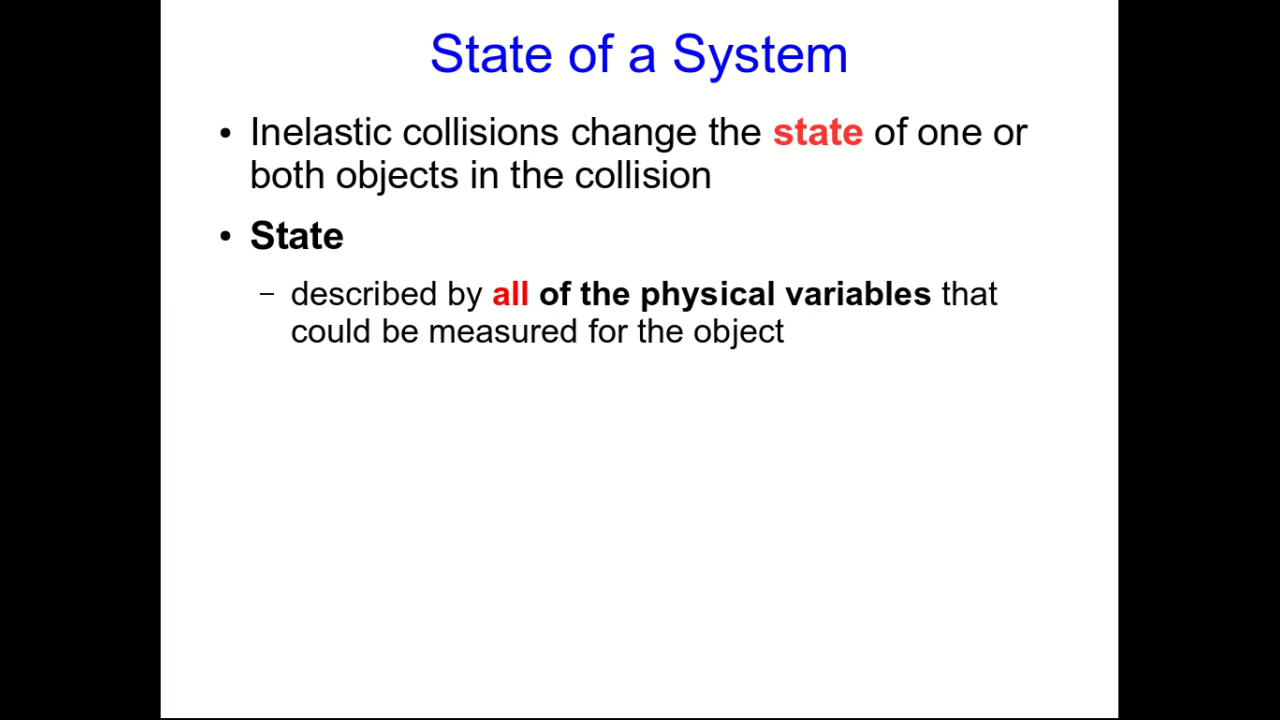 State of a System
• Inelastic collisions change the state of one or
both objects in the collision
• State
– described by all of the physical variables that
could be measured for the object